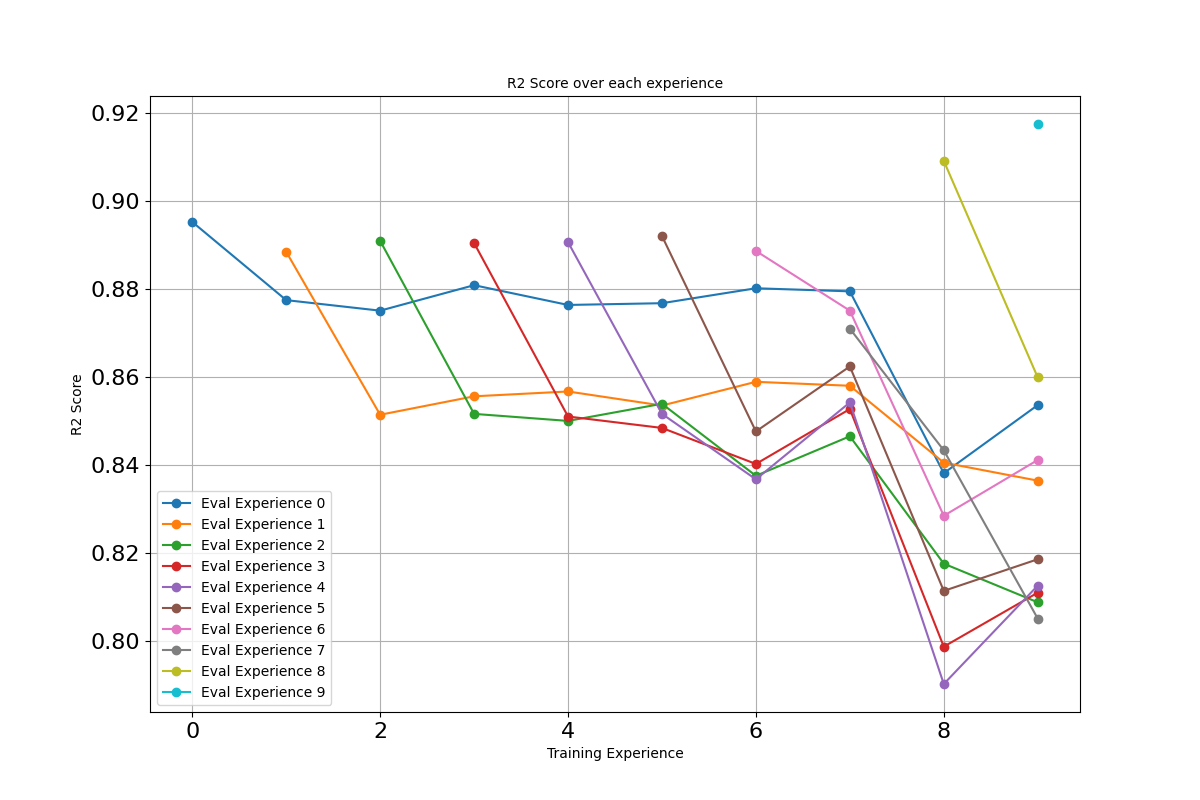 R2 Score over each experience
0.92
0.90
0.88
0.86
0.84
0.82
0.80
R2 Score
Eval Experience 0
Eval Experience 1
Eval Experience 2
Eval Experience 3
Eval Experience 4
Eval Experience 5
Eval Experience 6
Eval Experience 7
Eval Experience 8
Eval Experience 9
0 2 4 6 8
Training Experience